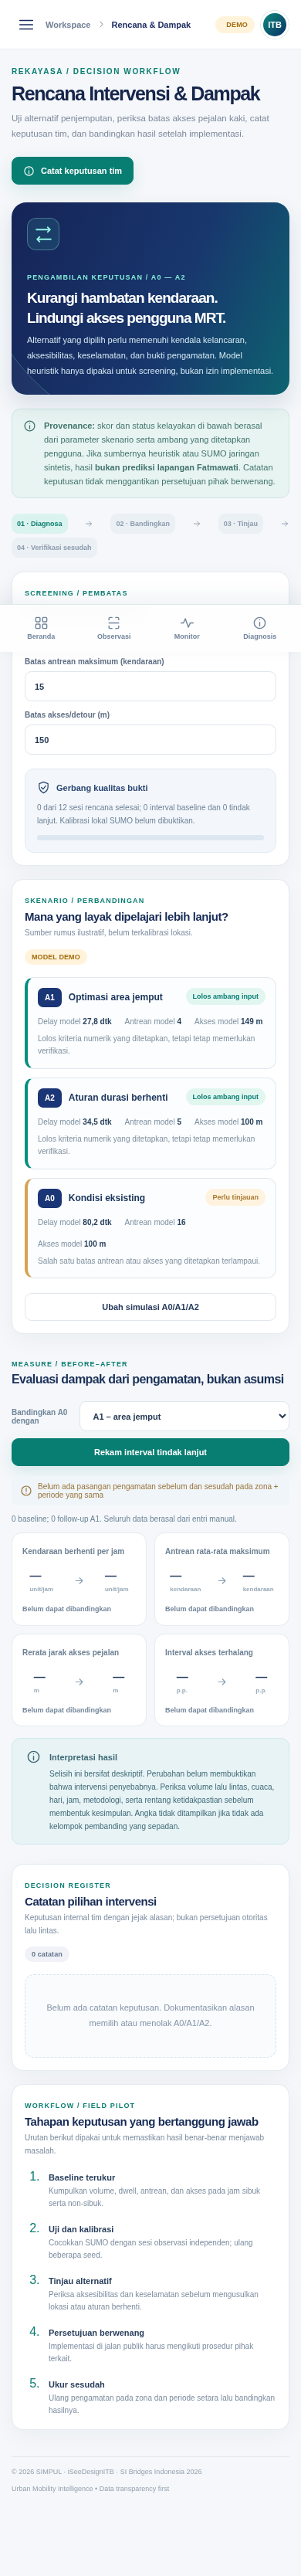 Workspace > Rencana & Dampak
DEMO
ITB
REKAYASA / DECISION WORKFLOW
Rencana Intervensi & Dampak
Uji alternatif penjemputan, periksa batas akses pejalan kaki, catat
keputusan tim, dan bandingkan hasil setelah implementasi.
Catat keputusan tim
PENGAMBILAN KEPUTUSAN / A0 — A2
Kurangi hambatan kendaraan.
Lindungi akses pengguna MRT.
Alternatif yang dipilih perlu memenuhi kendala kelancaran,
aksesibilitas, keselamatan, dan bukti pengamatan. Model
heuristik hanya dipakai untuk screening, bukan izin implementasi.
Provenance: skor dan status kelayakan di bawah berasal
dari parameter skenario serta ambang yang ditetapkan
pengguna. Jika sumbernya heuristik atau SUMO jaringan
sintetis, hasil bukan prediksi lapangan Fatmawati. Catatan
keputusan tidak menggantikan persetujuan pihak berwenang.
01 · Diagnosa → 02 · Bandingkan → 03 · Tinjau →
04 · Verifikasi sesudah
SCREENING / PEMBATAS
Beranda
Observasi
Monitor
Diagnosis
Batas antrean maksimum (kendaraan)
15
Batas akses/detour (m)
150
Gerbang kualitas bukti
0 dari 12 sesi rencana selesai; 0 interval baseline dan 0 tindak
lanjut. Kalibrasi lokal SUMO belum dibuktikan.
SKENARIO / PERBANDINGAN
Mana yang layak dipelajari lebih lanjut?
Sumber rumus ilustratif, belum terkalibrasi lokasi.
MODEL DEMO
A1 Optimasi area jemput Lolos ambang input
Delay model 27,8 dtk Antrean model 4 Akses model 149 m
Lolos kriteria numerik yang ditetapkan, tetapi tetap memerlukan
verifikasi.
A2 Aturan durasi berhenti Lolos ambang input
Delay model 34,5 dtk Antrean model 5 Akses model 100 m
Lolos kriteria numerik yang ditetapkan, tetapi tetap memerlukan
verifikasi.
A0 Kondisi eksisting Perlu tinjauan
Delay model 80,2 dtk Antrean model 16
Akses model 100 m
Salah satu batas antrean atau akses yang ditetapkan terlampaui.
Ubah simulasi A0/A1/A2
MEASURE / BEFORE–AFTER
Evaluasi dampak dari pengamatan, bukan asumsi
Bandingkan A0
dengan
A1 – area jemput
Rekam interval tindak lanjut
Belum ada pasangan pengamatan sebelum dan sesudah pada zona +
periode yang sama
0 baseline; 0 follow-up A1. Seluruh data berasal dari entri manual.
Kendaraan berhenti per jam
— → —
unit/jam unit/jam
Belum dapat dibandingkan
Antrean rata-rata maksimum
— → —
kendaraan kendaraan
Belum dapat dibandingkan
Rerata jarak akses pejalan
— → —
m m
Belum dapat dibandingkan
Interval akses terhalang
— → —
p.p. p.p.
Belum dapat dibandingkan
Interpretasi hasil
Selisih ini bersifat deskriptif. Perubahan belum membuktikan
bahwa intervensi penyebabnya. Periksa volume lalu lintas, cuaca,
hari, jam, metodologi, serta rentang ketidakpastian sebelum
membentuk kesimpulan. Angka tidak ditampilkan jika tidak ada
kelompok pembanding yang sepadan.
DECISION REGISTER
Catatan pilihan intervensi
Keputusan internal tim dengan jejak alasan; bukan persetujuan otoritas
lalu lintas.
0 catatan
Belum ada catatan keputusan. Dokumentasikan alasan
memilih atau menolak A0/A1/A2.
WORKFLOW / FIELD PILOT
Tahapan keputusan yang bertanggung jawab
Urutan berikut dipakai untuk memastikan hasil benar-benar menjawab
masalah.
1. Baseline terukur
Kumpulkan volume, dwell, antrean, dan akses pada jam sibuk
serta non-sibuk.
2. Uji dan kalibrasi
Cocokkan SUMO dengan sesi observasi independen; ulang
beberapa seed.
3. Tinjau alternatif
Periksa aksesibilitas dan keselamatan sebelum mengusulkan
lokasi atau aturan berhenti.
4. Persetujuan berwenang
Implementasi di jalan publik harus mengikuti prosedur pihak
terkait.
5. Ukur sesudah
Ulang pengamatan pada zona dan periode setara lalu bandingkan
hasilnya.
© 2026 SIMPUL · iSeeDesignITB · SI Bridges Indonesia 2026
Urban Mobility Intelligence • Data transparency first